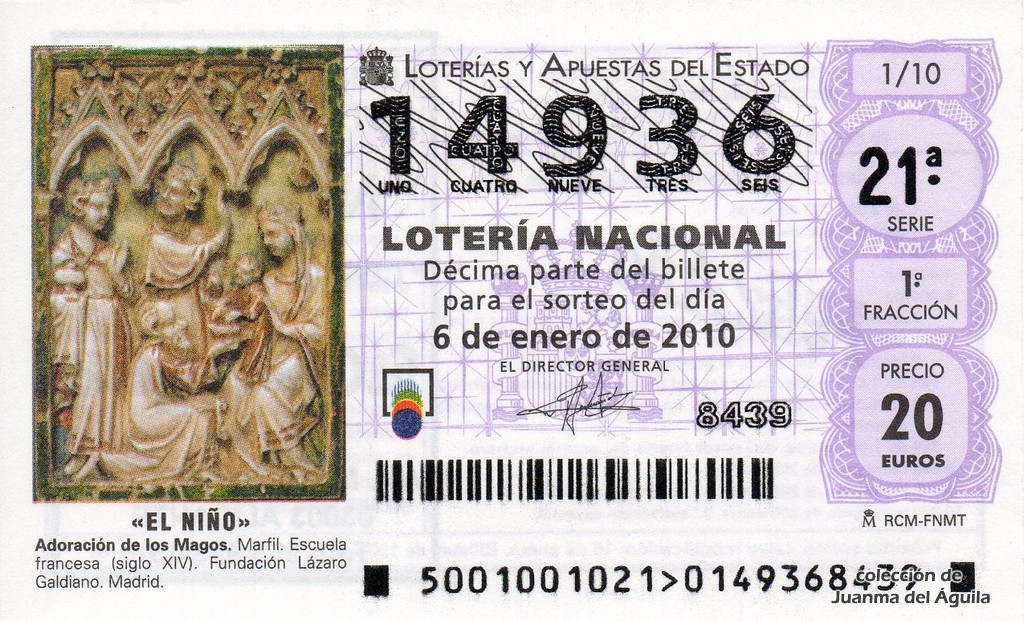 LOTERÍAS Y APUESTAS DEL ESTADO
14936
UNO CUATRO NUEVE TRES SEIS
LOTERÍA NACIONAL
Décima parte del billete
para el sorteo del día
6 de enero de 2010
EL DIRECTOR GENERAL
8439
1/10
21ª
SERIE
1ª
FRACCIÓN
PRECIO
20
EUROS
RCM-FNMT
«EL NIÑO»
Adoración de los Magos. Marfil. Escuela
francesa (siglo XIV). Fundación Lázaro
Galdiano. Madrid.
5001001021>0149368439
colección de
Juanma del Águila